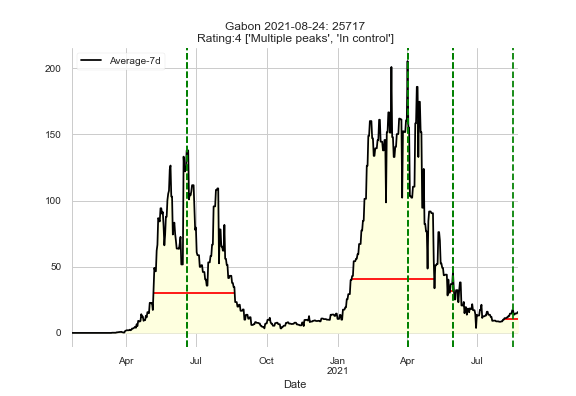 Gabon 2021-08-24: 25717
Rating:4 ['Multiple peaks', 'In control']
Average-7d
200
150
100
50
0
Apr
Jul
Oct
Jan
2021
Apr
Jul
Date